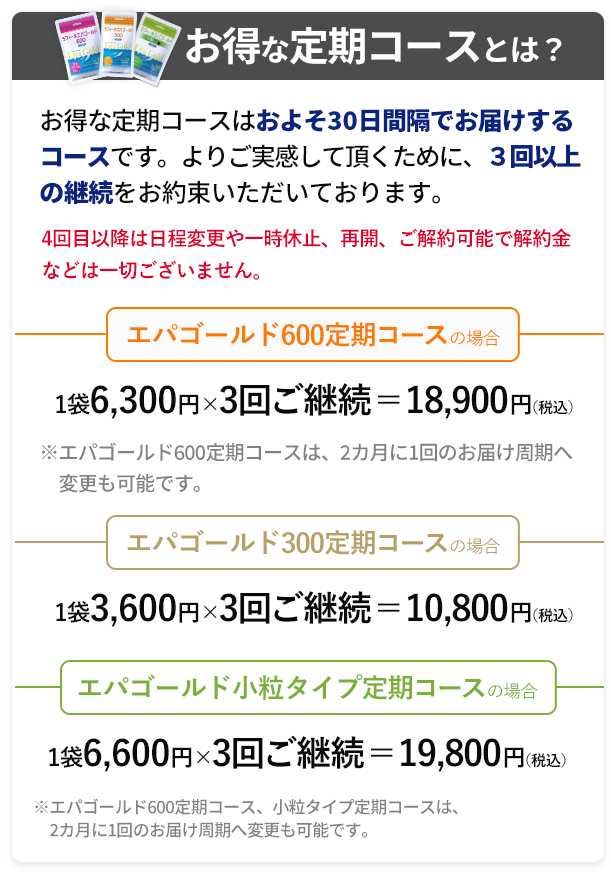 お得な定期コースとは？
お得な定期コースはおよそ30日間隔でお届けする
コースです。よりご実感して頂くために、３回以上
の継続をお約束いただいております。
4回目以降は日程変更や一時休止、再開、ご解約可能で解約金
などは一切ございません。
エパゴールド600定期コースの場合
1袋6,300円×3回ご継続＝18,900円(税込)
※エパゴールド600定期コースは、2カ月に1回のお届け周期へ
変更も可能です。
エパゴールド300定期コースの場合
1袋3,600円×3回ご継続＝10,800円(税込)
エパゴールド小粒タイプ定期コースの場合
1袋6,600円×3回ご継続＝19,800円(税込)
※エパゴールド600定期コース、小粒タイプ定期コースは、
2カ月に1回のお届け周期へ変更も可能です。